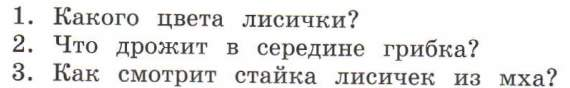 1. Какого цвета лисички?
2. Что дрожит в середине грибка?
3. Как смотрит стайка лисичек из мха?